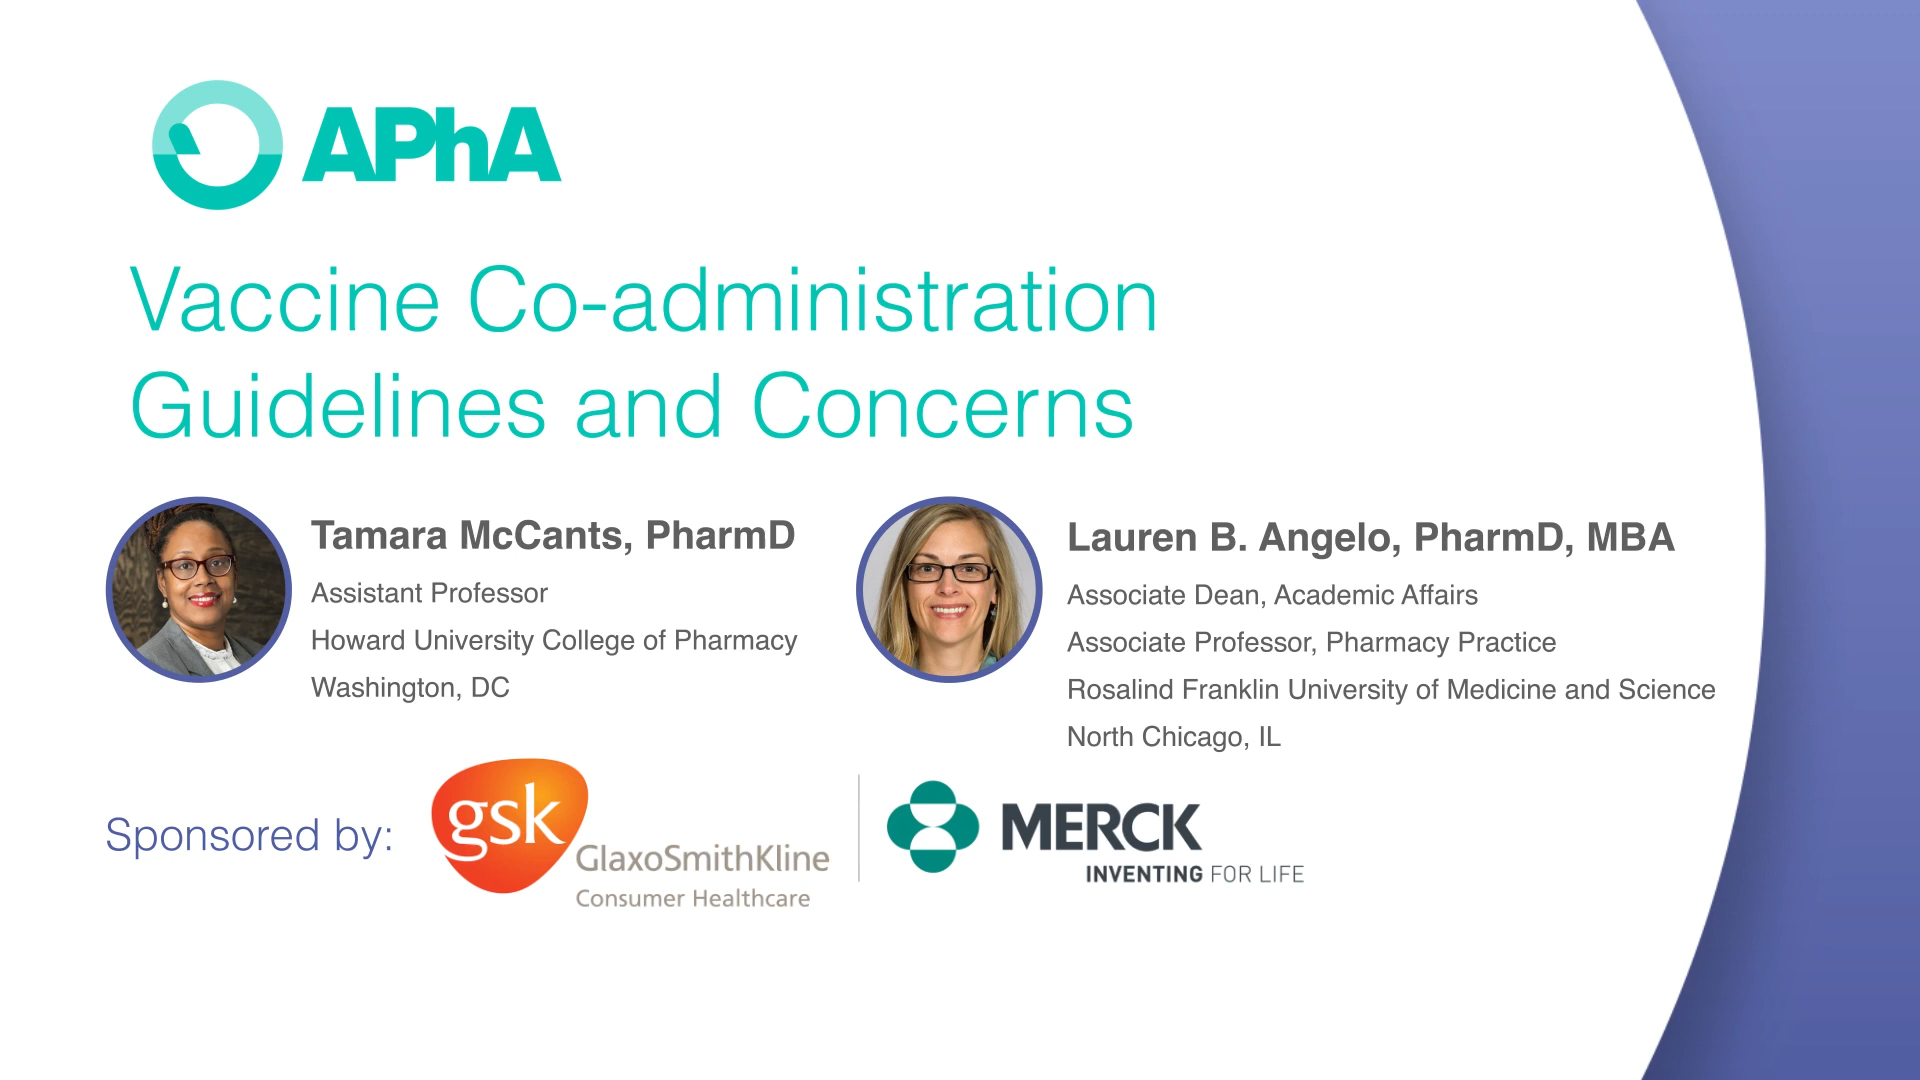 APhA
Vaccine Co-administration
Guidelines and Concerns
Tamara McCants, PharmD
Assistant Professor
Howard University College of Pharmacy
Washington, DC
Lauren B. Angelo, PharmD, MBA
Associate Dean, Academic Affairs
Associate Professor, Pharmacy Practice
Rosalind Franklin University of Medicine and Science
North Chicago, IL
Sponsored by:
gsk
GlaxoSmithKline
Consumer Healthcare
MERCK
INVENTING FOR LIFE